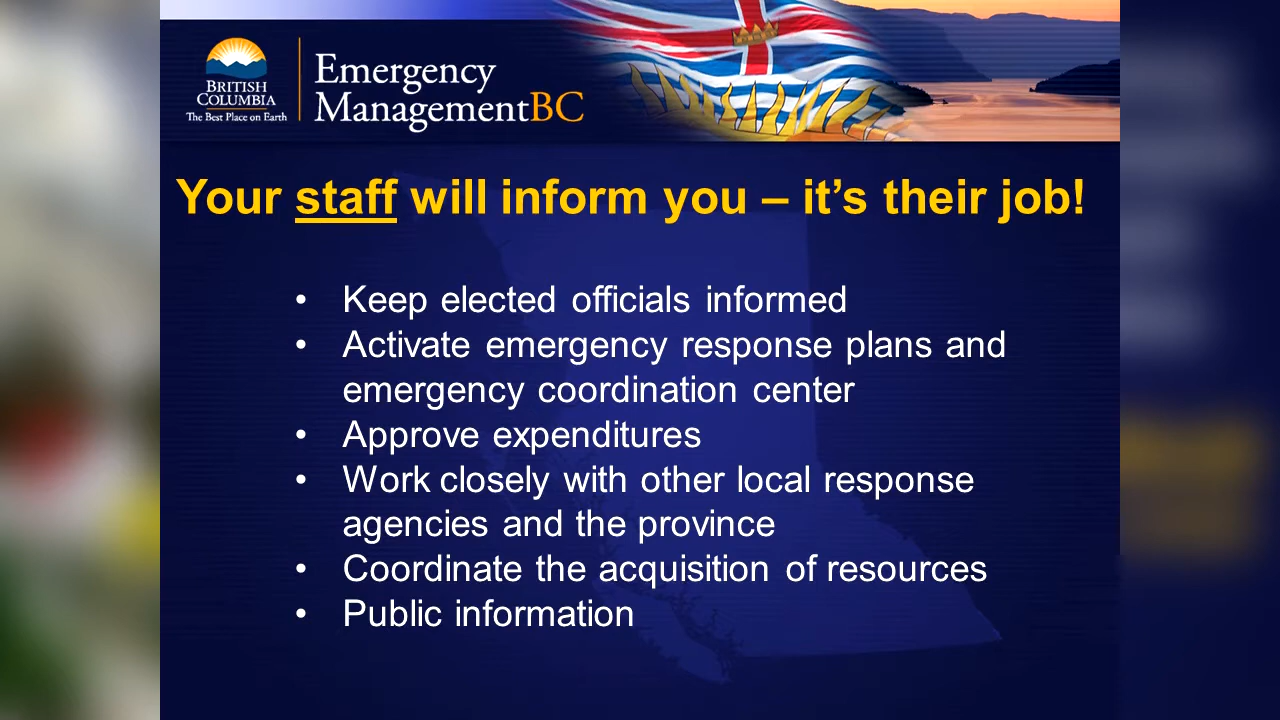 BRITISH
COLUMBIA
The Best Place on Earth
Emergency
ManagementBC
Your staff will inform you – it's their job!
• Keep elected officials informed
• Activate emergency response plans and
emergency coordination center
• Approve expenditures
• Work closely with other local response
agencies and the province
• Coordinate the acquisition of resources
• Public information